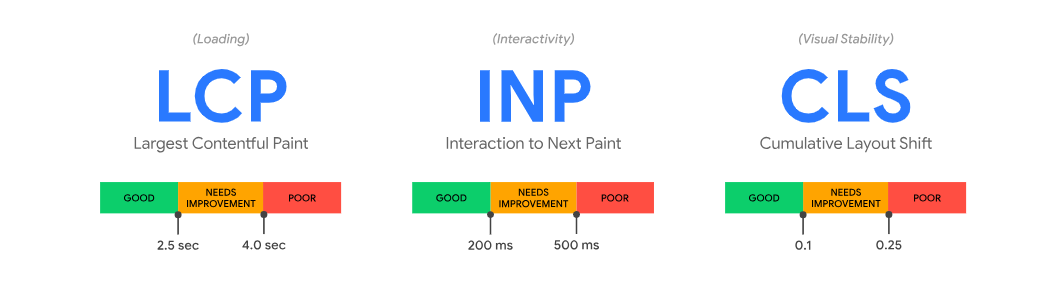 (Loading)
LCP
Largest Contentful Paint
GOOD
NEEDS
IMPROVEMENT
POOR
2.5 sec
4.0 sec
(Interactivity)
INP
Interaction to Next Paint
GOOD
NEEDS
IMPROVEMENT
POOR
200 ms
500 ms
(Visual Stability)
CLS
Cumulative Layout Shift
GOOD
NEEDS
IMPROVEMENT
POOR
0.1
0.25